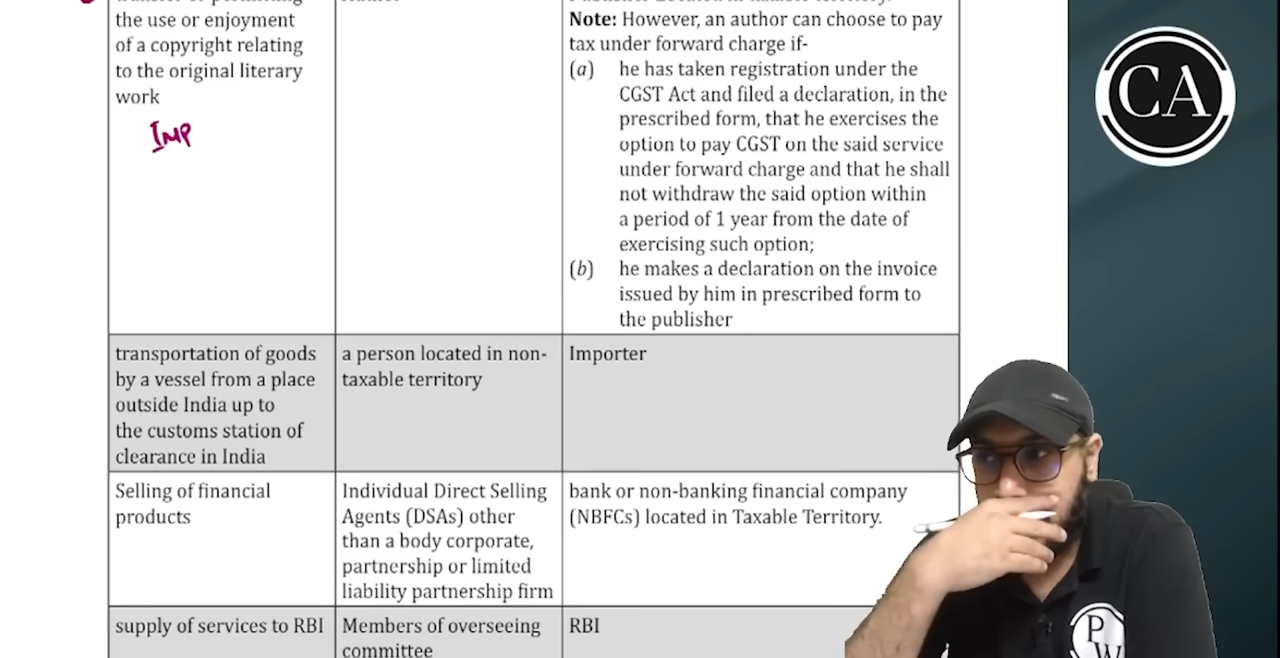 the use or enjoyment
of a copyright relating
to the original literary
work
IMP
Note: However, an author can choose to pay
tax under forward charge if-
(a) he has taken registration under the
CGST Act and filed a declaration, in the
prescribed form, that he exercises the
option to pay CGST on the said service
under forward charge and that he shall
not withdraw the said option within
a period of 1 year from the date of
exercising such option;
(b) he makes a declaration on the invoice
issued by him in prescribed form to
the publisher
transportation of goods
by a vessel from a place
outside India up to
the customs station of
clearance in India
a person located in non-
taxable territory
Importer
Selling of financial
products
Individual Direct Selling
Agents (DSAs) other
than a body corporate,
partnership or limited
liability partnership firm
bank or non-banking financial company
(NBFCs) located in Taxable Territory.
supply of services to RBI
Members of overseeing
committee
RBI
CA
P
W